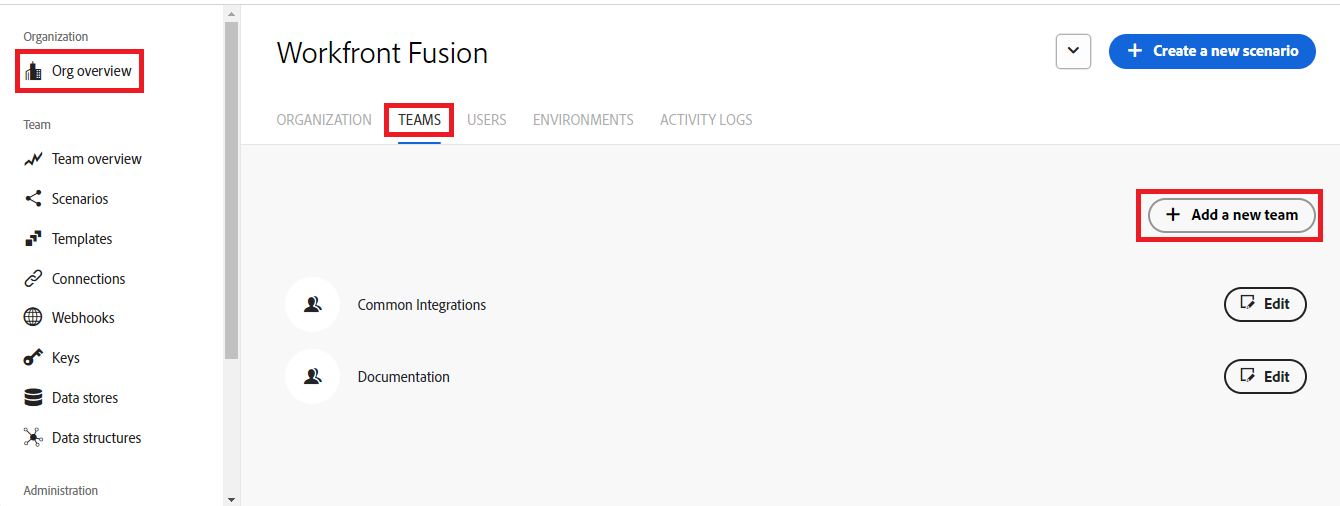 Organization
Org overview
Team
Team overview
Scenarios
Templates
Connections
Webhooks
Keys
Data stores
Data structures
Administration
Workfront Fusion
Create a new scenario
ORGANIZATION TEAMS USERS ENVIRONMENTS ACTIVITY LOGS
Add a new team
Common Integrations Edit
Documentation Edit